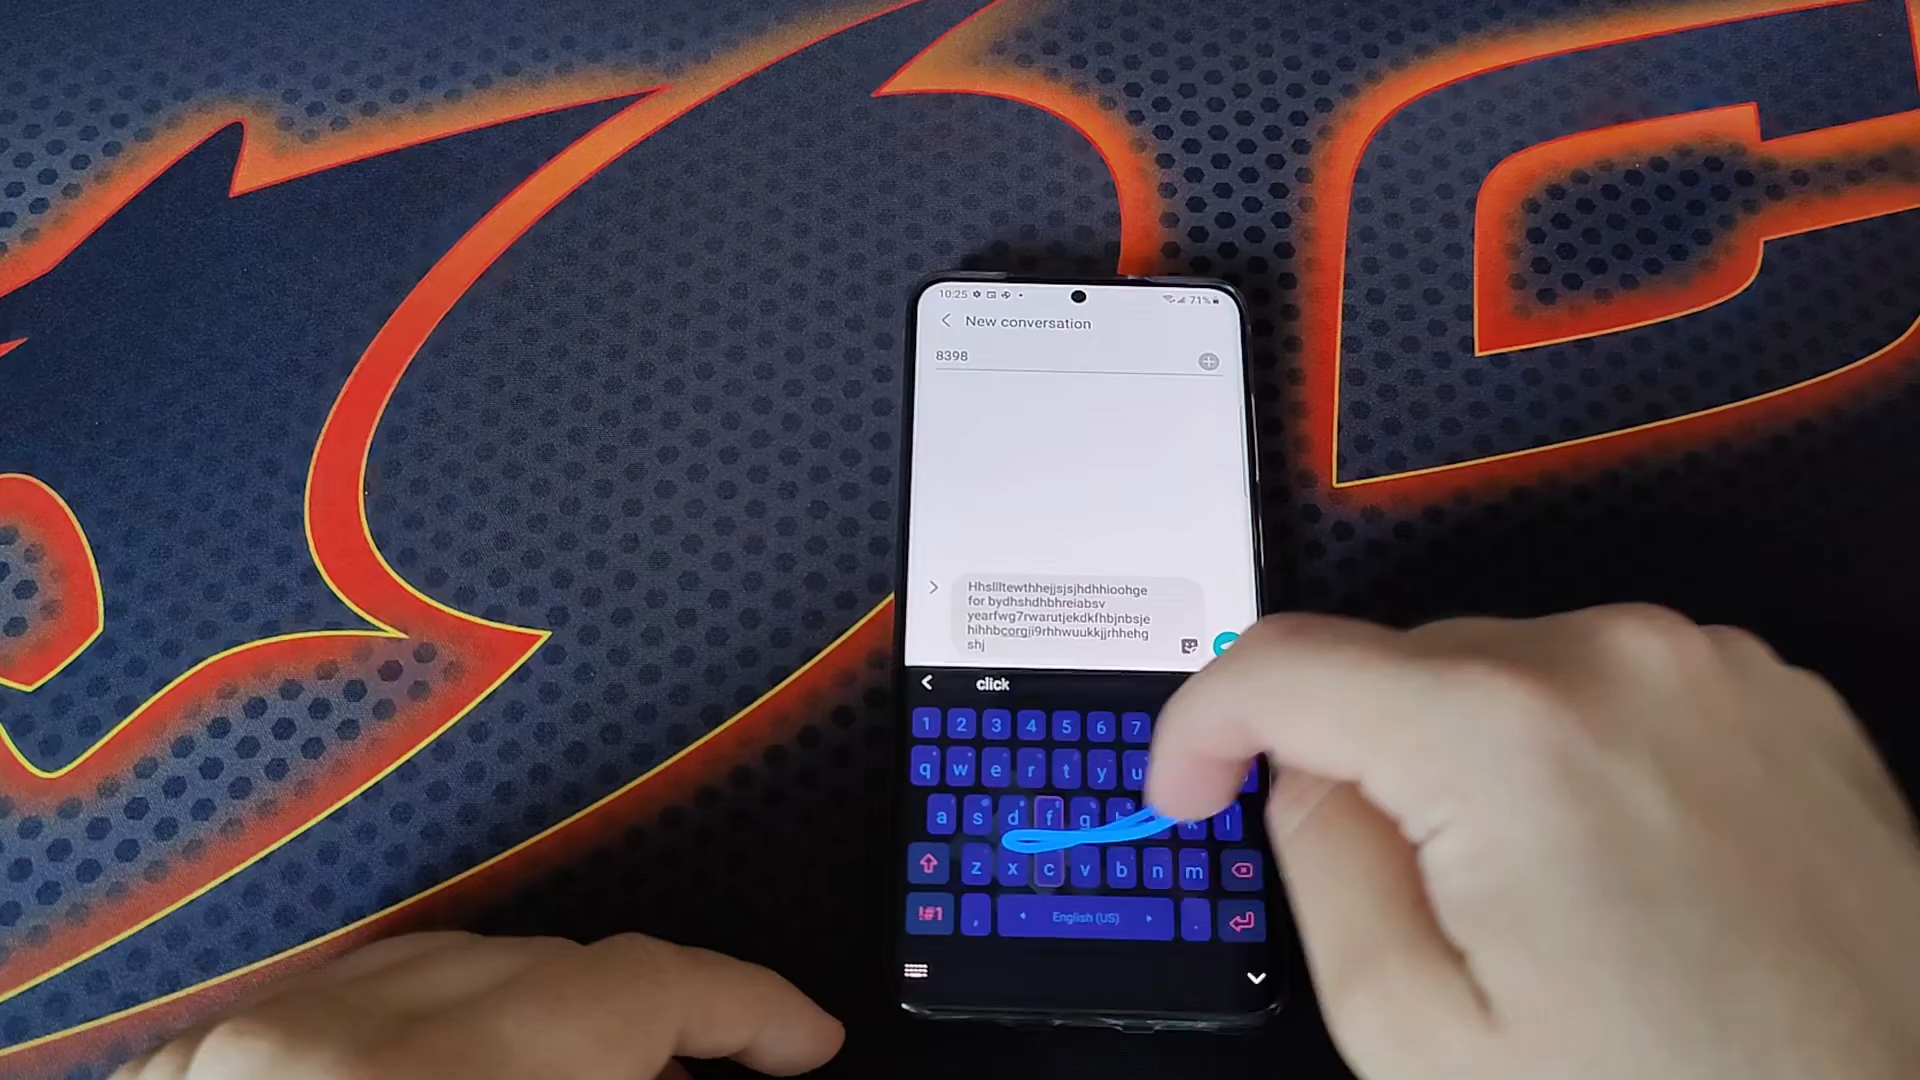 10:25
71%
New conversation
8398
Hhsllltewthhejjsjsjhdhhioohge
for bydhshdhbhreiabsv
yearfwg7rwarutjekdkfhbjnbsje
hihhbcorgii9rhhwuukkjjrhhehg
shj
click
1 2 3 4 5 6 7
q w e r t y u
a s d f g k l
z x c v b n m
!#1 , English (US) .